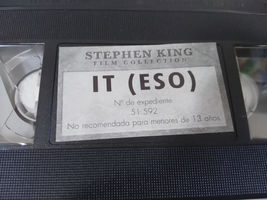 STEPHEN KING
FILM COLLECTION
IT (ESO)
Nº de expediente
51.592
No recomendada para menores de 13 años